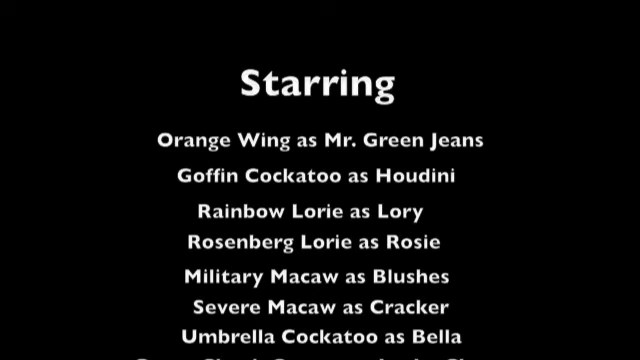 Starring
Orange Wing as Mr. Green Jeans
Goffin Cockatoo as Houdini
Rainbow Lorie as Lory
Rosenberg Lorie as Rosie
Military Macaw as Blushes
Severe Macaw as Cracker
Umbrella Cockatoo as Bella